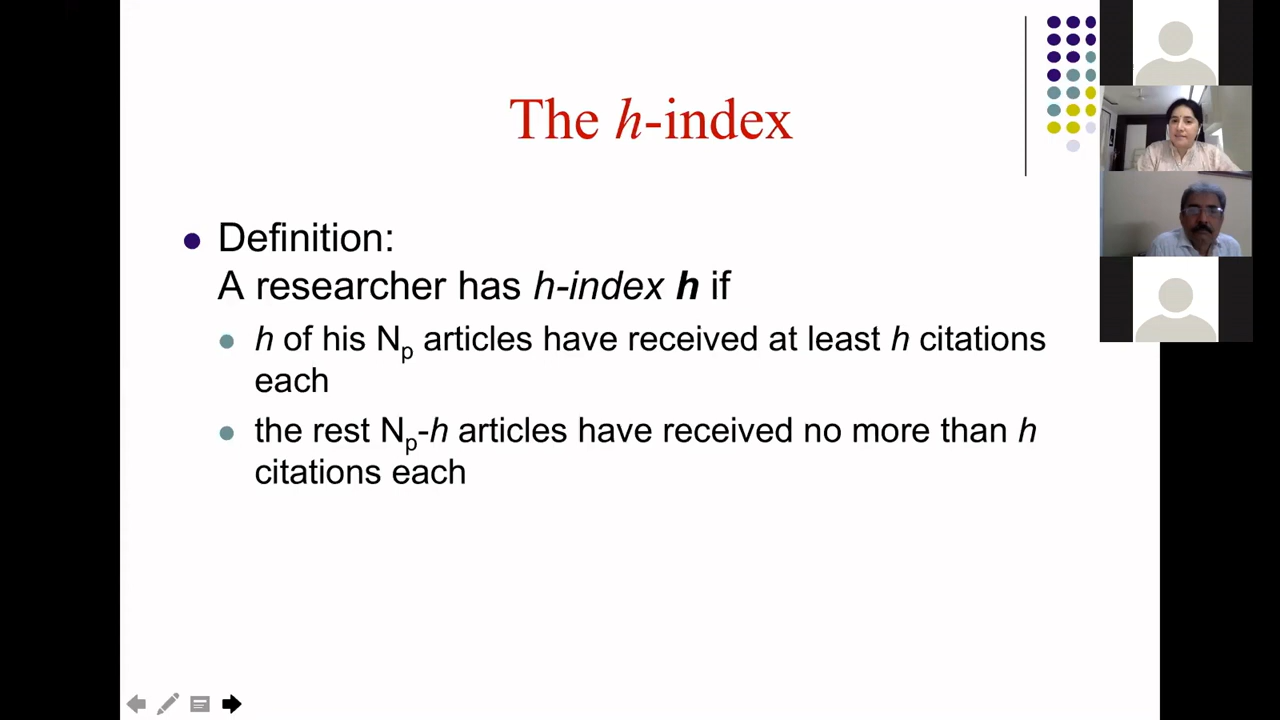 The h-index
Definition:
A researcher has h-index h if
h of his Np articles have received at least h citations
each
the rest Np-h articles have received no more than h
citations each